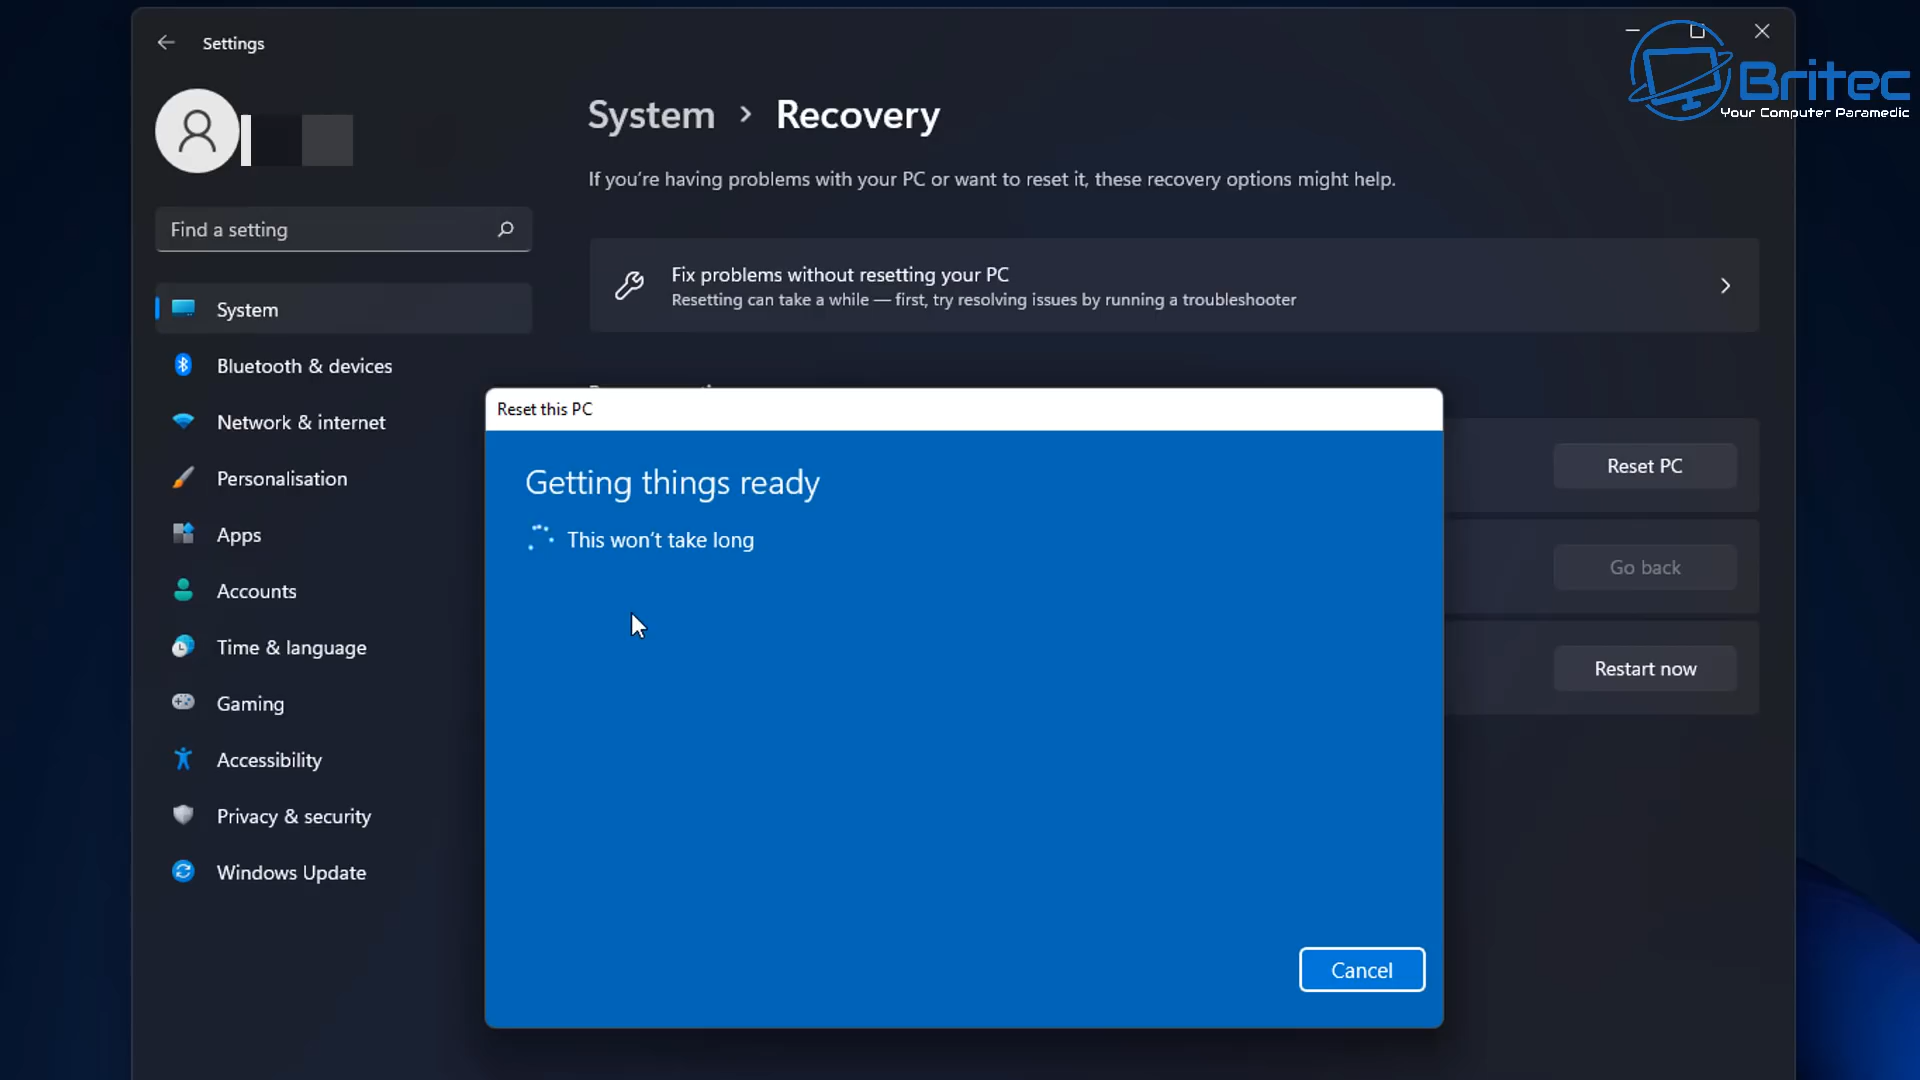 Settings
Britec
Your Computer Paramedic
System > Recovery
If you're having problems with your PC or want to reset it, these recovery options might help.
Find a setting
Fix problems without resetting your PC
Resetting can take a while — first, try resolving issues by running a troubleshooter
System
Bluetooth & devices
Network & internet
Personalisation
Apps
Accounts
Time & language
Gaming
Accessibility
Privacy & security
Windows Update
Reset this PC
Getting things ready
This won't take long
Cancel
Reset PC
Go back
Restart now